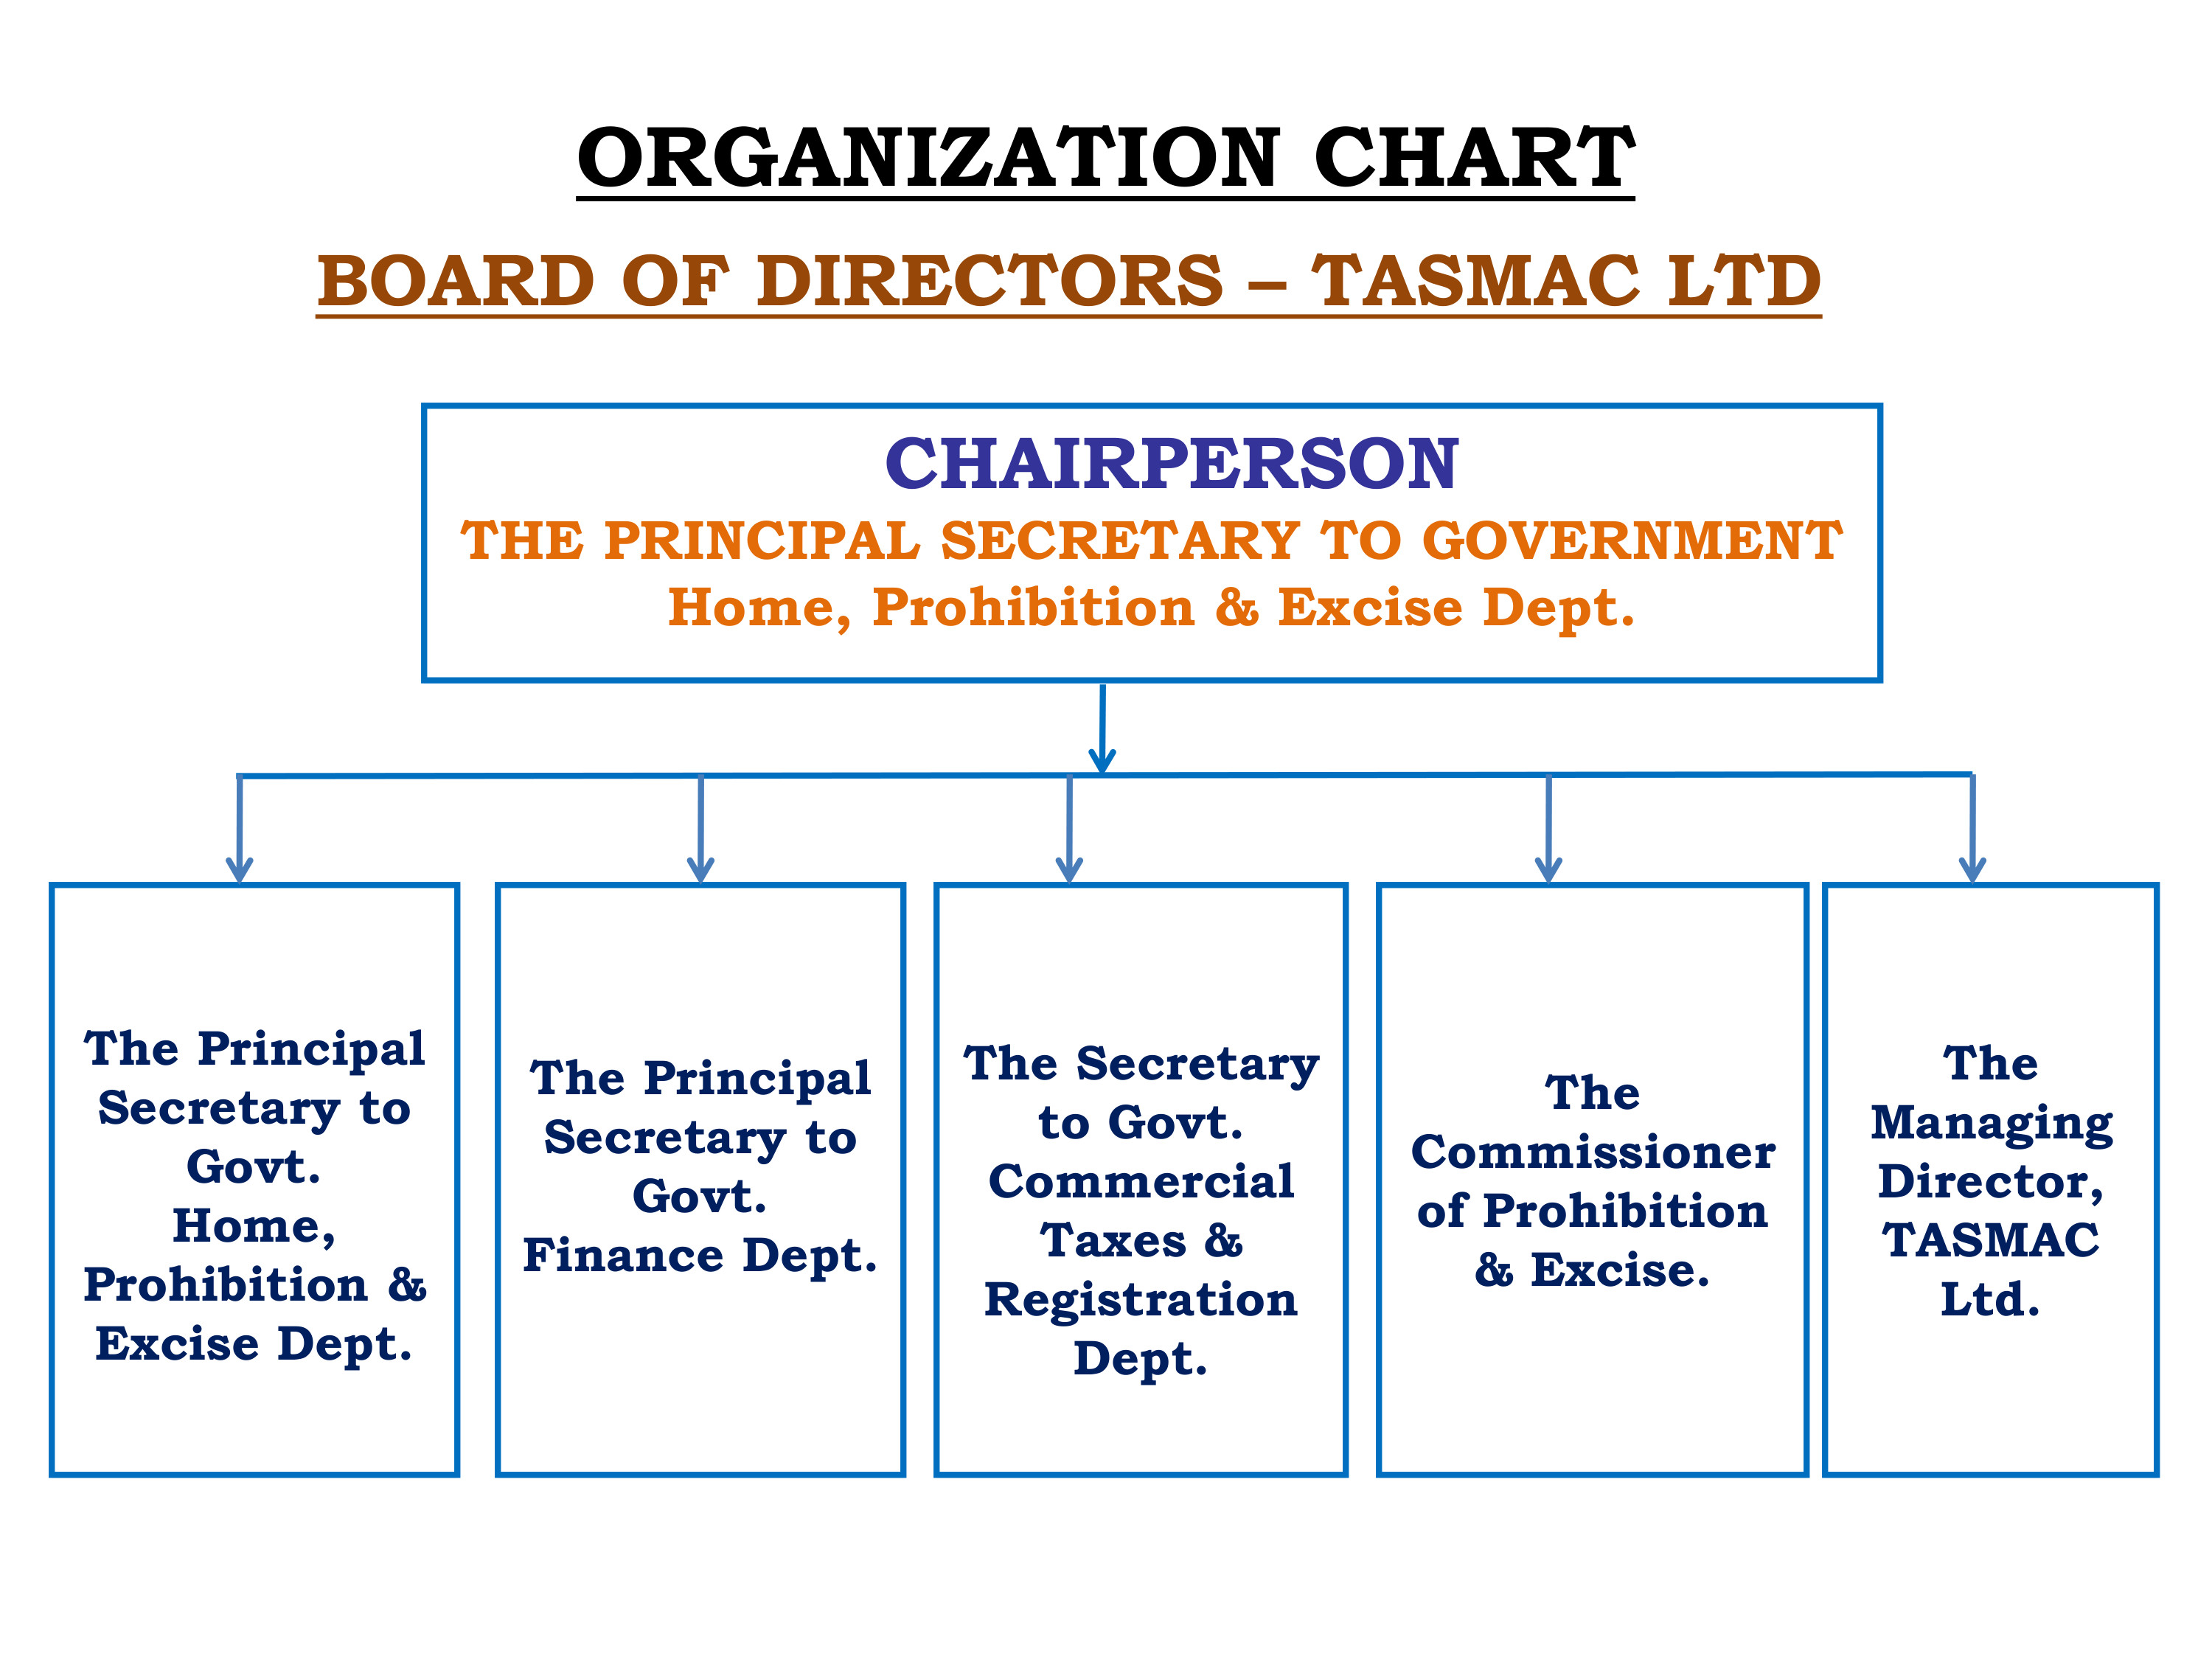 ORGANIZATION CHART
BOARD OF DIRECTORS – TASMAC LTD
CHAIRPERSON
THE PRINCIPAL SECRETARY TO GOVERNMENT
Home, Prohibition & Excise Dept.
The Principal
Secretary to
Govt.
Home,
Prohibition &
Excise Dept.
The Principal
Secretary to
Govt.
Finance Dept.
The Secretary
to Govt.
Commercial
Taxes &
Registration
Dept.
The
Commissioner
of Prohibition
& Excise.
The
Managing
Director,
TASMAC
Ltd.